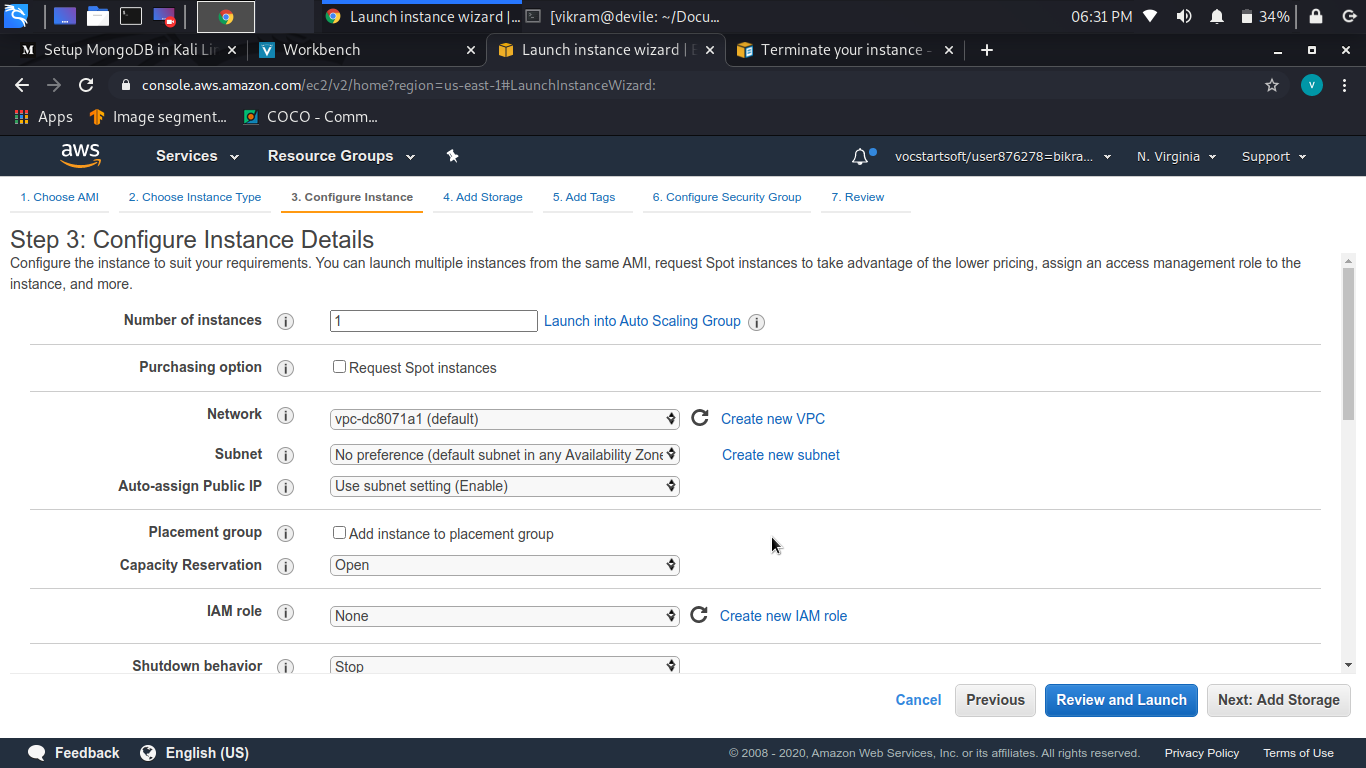 Launch instance wizard |...
[vikram@devile: ~/Docu...
06:31 PM
34%
M Setup MongoDB in Kali Lin
V Workbench
Launch instance wizard | E
Terminate your instance -
console.aws.amazon.com/ec2/v2/home?region=us-east-1#LaunchInstanceWizard:
V
Apps
Image segment...
COCO - Comm...
aws
Services
Resource Groups
vocstartsoft/user876278=bikra...
N. Virginia
Support
1. Choose AMI
2. Choose Instance Type
3. Configure Instance
4. Add Storage
5. Add Tags
6. Configure Security Group
7. Review
Step 3: Configure Instance Details
Configure the instance to suit your requirements. You can launch multiple instances from the same AMI, request Spot instances to take advantage of the lower pricing, assign an access management role to the
instance, and more.
Number of instances i 1 Launch into Auto Scaling Group i
Purchasing option i Request Spot instances
Network i vpc-dc8071a1 (default) Create new VPC
Subnet i No preference (default subnet in any Availability Zone Create new subnet
Auto-assign Public IP i Use subnet setting (Enable)
Placement group i Add instance to placement group
Capacity Reservation i Open
IAM role i None Create new IAM role
Shutdown behavior i Stop
Cancel
Previous
Review and Launch
Next: Add Storage
Feedback
English (US)
© 2008 - 2020, Amazon Web Services, Inc. or its affiliates. All rights reserved.
Privacy Policy
Terms of Use